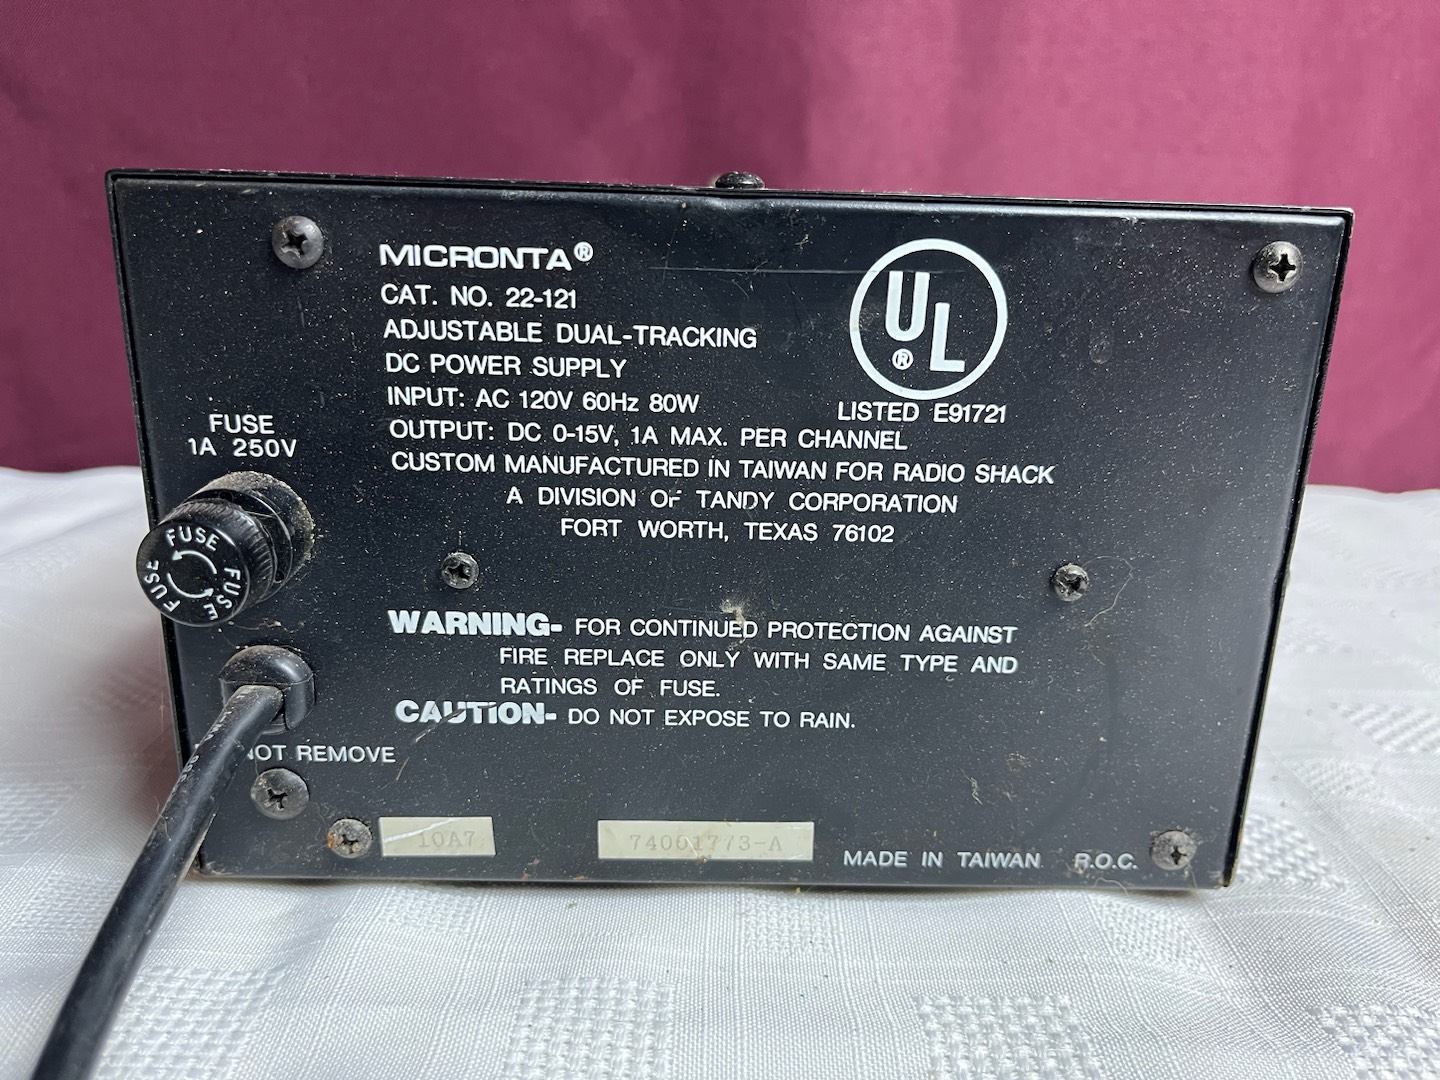 MICRONTA®
CAT. NO. 22-121
ADJUSTABLE DUAL-TRACKING
DC POWER SUPPLY
INPUT: AC 120V 60Hz 80W
OUTPUT: DC 0-15V, 1A MAX. PER CHANNEL
CUSTOM MANUFACTURED IN TAIWAN FOR RADIO SHACK
A DIVISION OF TANDY CORPORATION
FORT WORTH, TEXAS 76102
UL®
LISTED E91721
FUSE
1A 250V
FUSE
FUSE
FUSE
WARNING- FOR CONTINUED PROTECTION AGAINST
FIRE REPLACE ONLY WITH SAME TYPE AND
RATINGS OF FUSE.
CAUTION- DO NOT EXPOSE TO RAIN.
NOT REMOVE
10A7
74001773-A
MADE IN TAIWAN R.O.C.